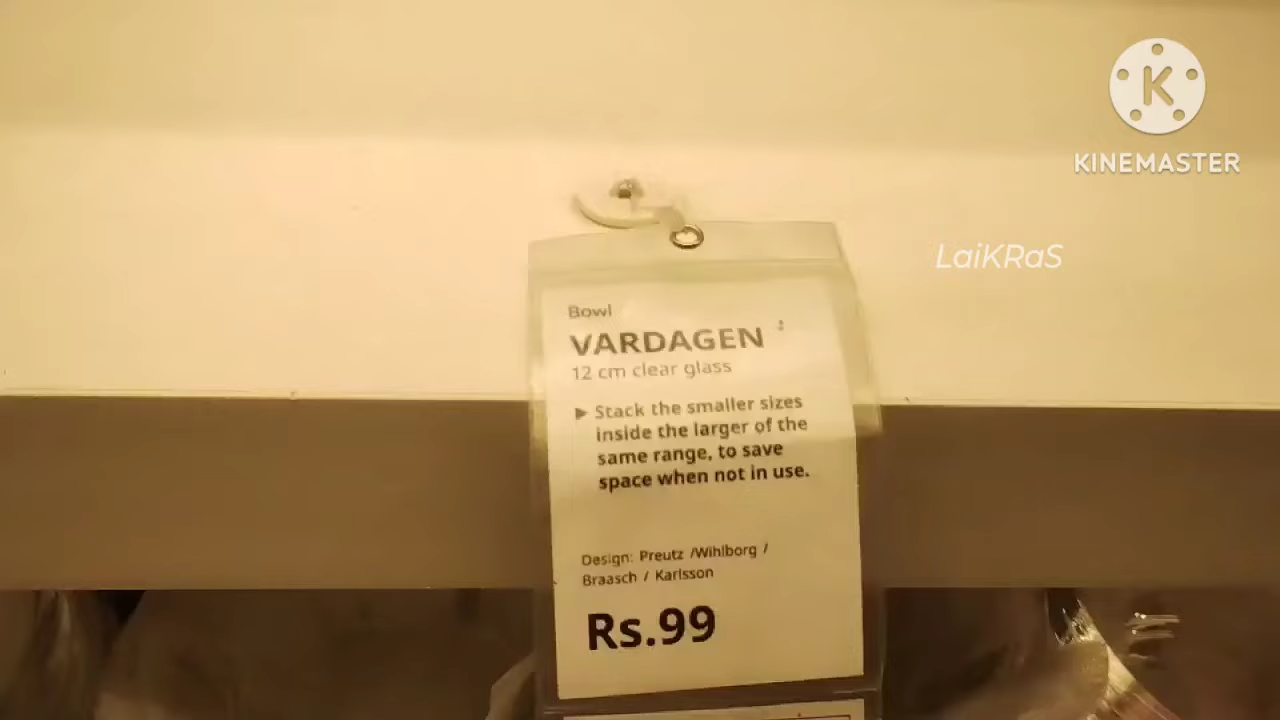 KINEMASTER
LaiKRaS
Bowl
VARDAGEN
12 cm clear glass
▶ Stack the smaller sizes
inside the larger of the
same range, to save
space when not in use.
Design: Preutz /Wihlborg /
Braasch / Karlsson
Rs.99